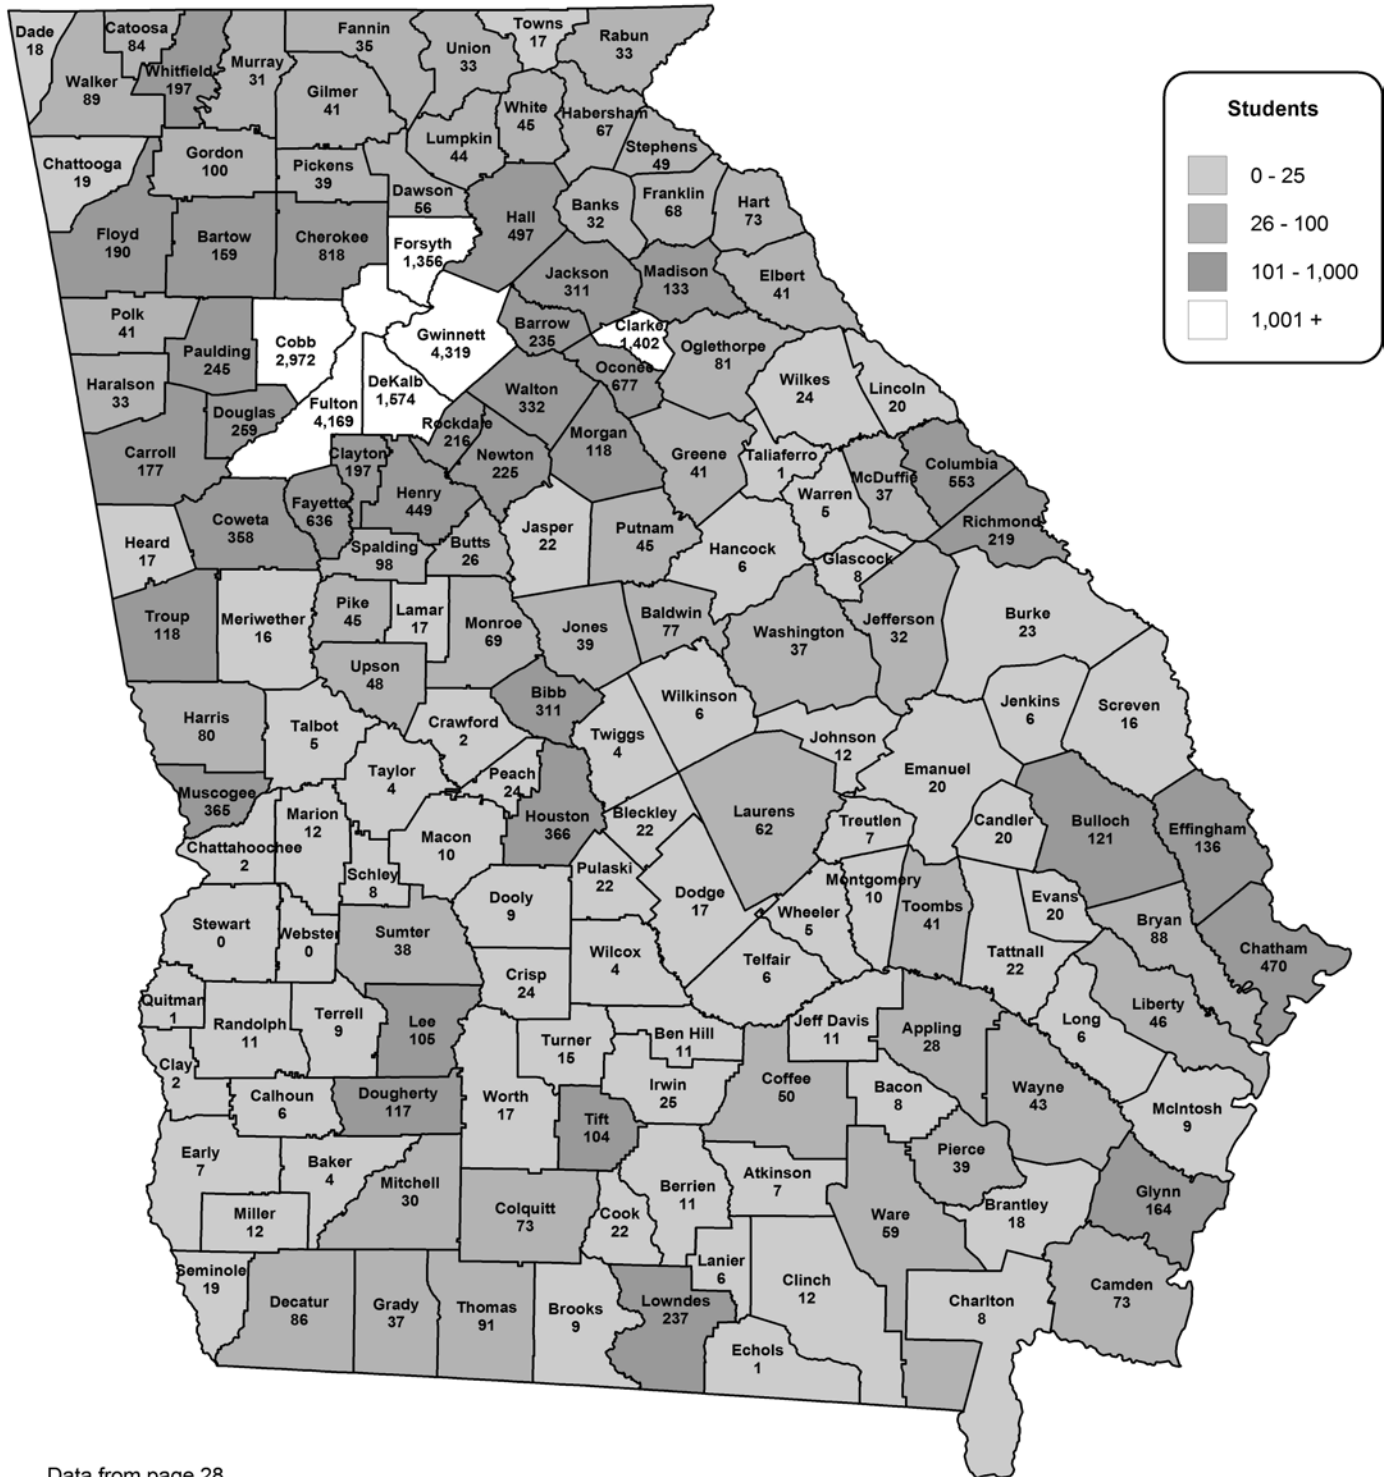 Dade
18
Catoosa
84
Walker
89
Whitfield
197
Murray
31
Fannin
35
Gilmer
41
Union
33
Towns
17
Rabun
33
White
45
Habersham
67
Lumpkin
44
Stephens
49
Chattooga
19
Gordon
100
Pickens
39
Dawson
56
Hall
497
Banks
32
Franklin
68
Hart
73
Floyd
190
Bartow
159
Cherokee
818
Forsyth
1,356
Jackson
311
Madison
133
Elbert
41
Polk
41
Paulding
245
Cobb
2,972
Gwinnett
4,319
Barrow
235
Clarke
1,402
Oglethorpe
81
Haralson
33
Douglas
259
Fulton
4,169
DeKalb
1,574
Walton
332
Oconee
677
Wilkes
24
Lincoln
20
Carroll
177
Clayton
197
Rockdale
216
Newton
225
Morgan
118
Greene
41
Taliaferro
1
Warren
5
McDuffie
37
Columbia
553
Richmond
219
Heard
17
Coweta
358
Fayette
636
Henry
449
Spalding
98
Butts
26
Jasper
22
Putnam
45
Hancock
6
Glascock
8
Troup
118
Meriwether
16
Pike
45
Lamar
17
Monroe
69
Jones
39
Baldwin
77
Washington
37
Jefferson
32
Burke
23
Upson
48
Bibb
311
Wilkinson
6
Jenkins
6
Screven
16
Harris
80
Talbot
5
Crawford
2
Twiggs
4
Johnson
12
Emanuel
20
Muscogee
365
Taylor
4
Peach
24
Houston
366
Bleckley
22
Laurens
62
Treutlen
7
Candler
20
Bulloch
121
Effingham
136
Chattahoochee
2
Marion
12
Macon
10
Schley
8
Dooly
9
Pulaski
22
Dodge
17
Wheeler
5
Montgomery
10
Toombs
41
Evans
20
Tattnall
22
Bryan
88
Chatham
470
Stewart
0
Webster
0
Sumter
38
Crisp
24
Wilcox
4
Telfair
6
Quitman
1
Randolph
11
Terrell
9
Lee
105
Turner
15
Ben Hill
11
Jeff Davis
11
Appling
28
Long
6
Liberty
46
Clay
2
Calhoun
6
Dougherty
117
Worth
17
Tift
104
Irwin
25
Coffee
50
Bacon
8
Wayne
43
McIntosh
9
Early
7
Baker
4
Mitchell
30
Miller
12
Colquitt
73
Cook
22
Berrien
11
Atkinson
7
Pierce
39
Ware
59
Brantley
18
Glynn
164
Seminole
19
Decatur
86
Grady
37
Thomas
91
Brooks
9
Lowndes
237
Lanier
6
Clinch
12
Echols
1
Charlton
8
Camden
73
Students
0 - 25
26 - 100
101 - 1,000
1,001 +
Data from page 28